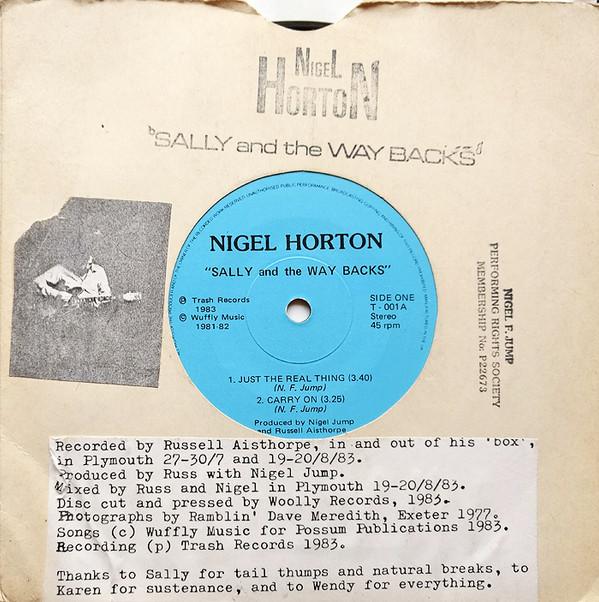 NIGEL
HORTON
"SALLY and the WAY BACKS"
NIGEL HORTON
"SALLY and the WAY BACKS"
Ⓟ Trash Records
1983
© Wuffly Music
1981-82
SIDE ONE
T - 001A
Stereo
45 rpm
1. JUST THE REAL THING (3.40)
(N. F. Jump)
2. CARRY ON (3.25)
(N. F. Jump)
Produced by Nigel Jump
and Russell Aisthorpe
NIGEL F. JUMP
PERFORMING RIGHTS SOCIETY
MEMBERSHIP No: P22673
Recorded by Russell Aisthorpe, in and out of his 'box',
in Plymouth 27-30/7 and 19-20/8/83.
Produced by Russ with Nigel Jump.
Mixed by Russ and Nigel in Plymouth 19-20/8/83.
Disc cut and pressed by Woolly Records, 1983.
Photographs by Ramblin' Dave Meredith, Exeter 1977.
Songs (c) Wuffly Music for Possum Publications 1983.
Recording (p) Trash Records 1983.
Thanks to Sally for tail thumps and natural breaks, to
Karen for sustenance, and to Wendy for everything.